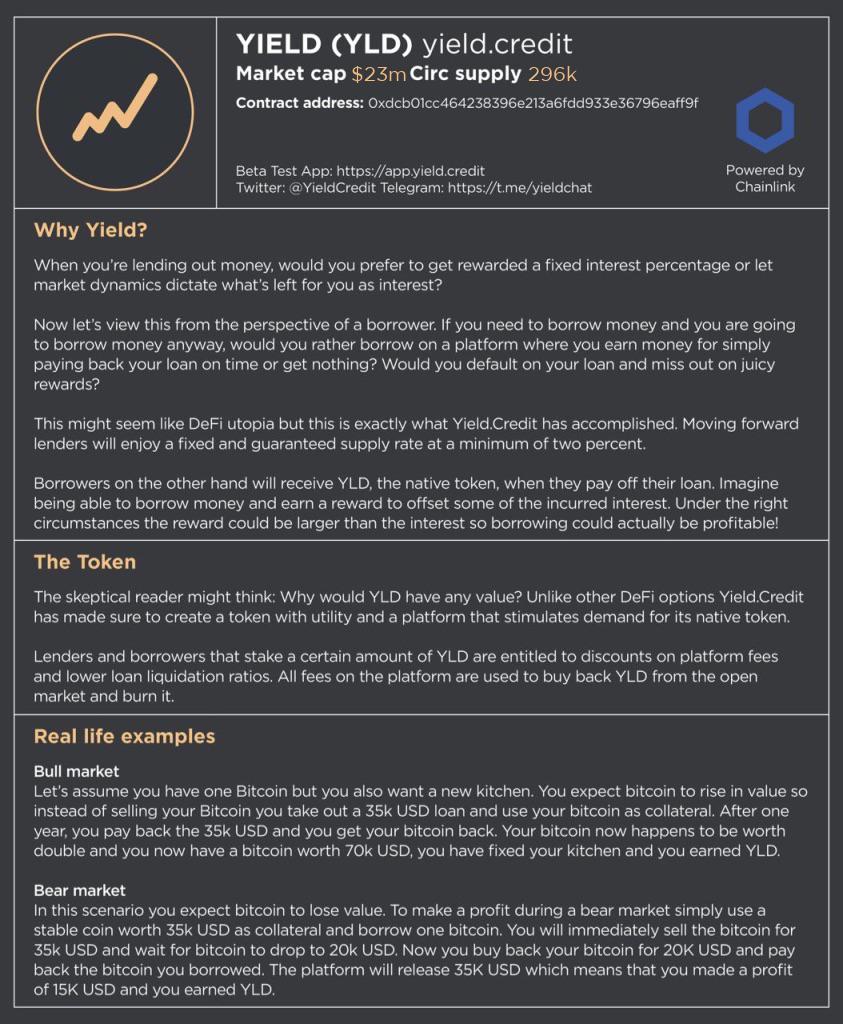 YIELD (YLD) yield.credit
Market cap $23m Circ supply 296k
Contract address: 0xdcb01cc464238396e213a6fdd933e36796eaff9f
Beta Test App: https://app.yield.credit
Twitter: @YieldCredit Telegram: https://t.me/yieldchat
Powered by
Chainlink
Why Yield?
When you're lending out money, would you prefer to get rewarded a fixed interest percentage or let
market dynamics dictate what's left for you as interest?
Now let's view this from the perspective of a borrower. If you need to borrow money and you are going
to borrow money anyway, would you rather borrow on a platform where you earn money for simply
paying back your loan on time or get nothing? Would you default on your loan and miss out on juicy
rewards?
This might seem like DeFi utopia but this is exactly what Yield.Credit has accomplished. Moving forward
lenders will enjoy a fixed and guaranteed supply rate at a minimum of two percent.
Borrowers on the other hand will receive YLD, the native token, when they pay off their loan. Imagine
being able to borrow money and earn a reward to offset some of the incurred interest. Under the right
circumstances the reward could be larger than the interest so borrowing could actually be profitable!
The Token
The skeptical reader might think: Why would YLD have any value? Unlike other DeFi options Yield.Credit
has made sure to create a token with utility and a platform that stimulates demand for its native token.
Lenders and borrowers that stake a certain amount of YLD are entitled to discounts on platform fees
and lower loan liquidation ratios. All fees on the platform are used to buy back YLD from the open
market and burn it.
Real life examples
Bull market
Let's assume you have one Bitcoin but you also want a new kitchen. You expect bitcoin to rise in value so
instead of selling your Bitcoin you take out a 35k USD loan and use your bitcoin as collateral. After one
year, you pay back the 35k USD and you get your bitcoin back. Your bitcoin now happens to be worth
double and you now have a bitcoin worth 70k USD, you have fixed your kitchen and you earned YLD.
Bear market
In this scenario you expect bitcoin to lose value. To make a profit during a bear market simply use a
stable coin worth 35k USD as collateral and borrow one bitcoin. You will immediately sell the bitcoin for
35k USD and wait for bitcoin to drop to 20k USD. Now you buy back your bitcoin for 20K USD and pay
back the bitcoin you borrowed. The platform will release 35K USD which means that you made a profit
of 15K USD and you earned YLD.